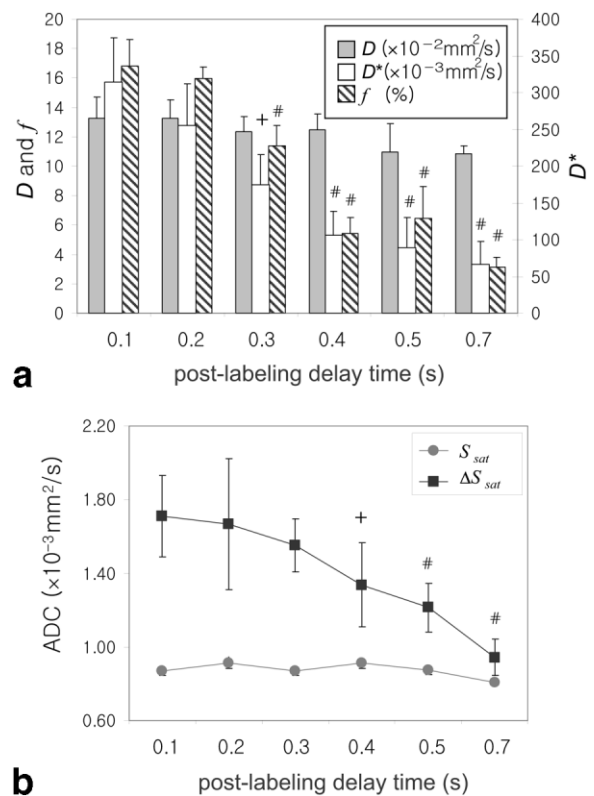 20
18
16
14
12
10
8
6
4
2
0
D and f
400
350
300
250
200
150
100
50
0
D*
D (×10⁻²mm²/s)
D*(×10⁻³mm²/s)
f (%)
+ #
# #
# #
# #
0.1 0.2 0.3 0.4 0.5 0.7
post-labeling delay time (s)
a
2.20
1.80
1.40
1.00
0.60
ADC (×10⁻³mm²/s)
S sat
ΔS sat
+
#
#
0.1 0.2 0.3 0.4 0.5 0.7
post-labeling delay time (s)
b